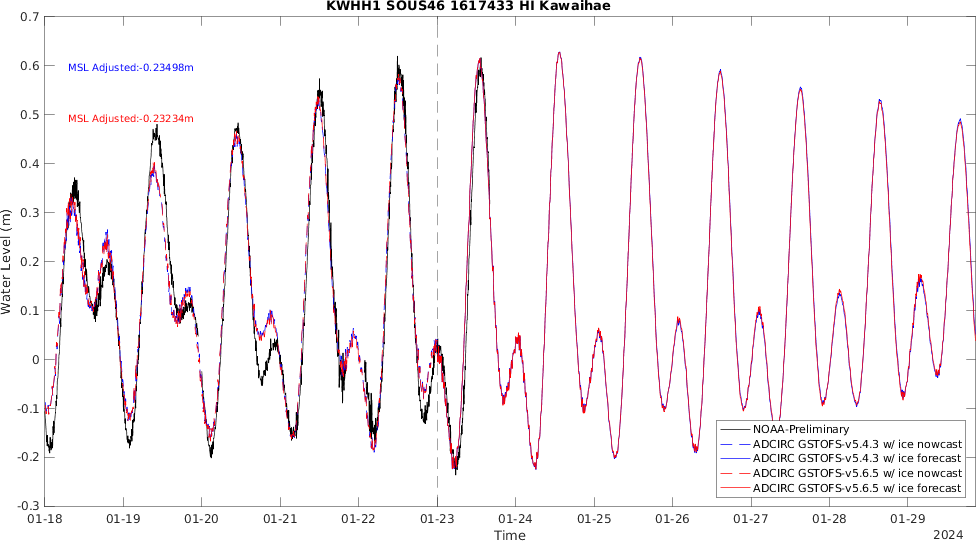 KWHH1 SOUS46 1617433 HI Kawaihae
0.7
0.6
0.5
0.4
0.3
0.2
0.1
0
-0.1
-0.2
-0.3
Water Level (m)
MSL Adjusted:-0.23498m
MSL Adjusted:-0.23234m
NOAA-Preliminary
ADCIRC GSTOFS-v5.4.3 w/ ice nowcast
ADCIRC GSTOFS-v5.4.3 w/ ice forecast
ADCIRC GSTOFS-v5.6.5 w/ ice nowcast
ADCIRC GSTOFS-v5.6.5 w/ ice forecast
01-18 01-19 01-20 01-21 01-22 01-23 01-24 01-25 01-26 01-27 01-28 01-29
Time
2024